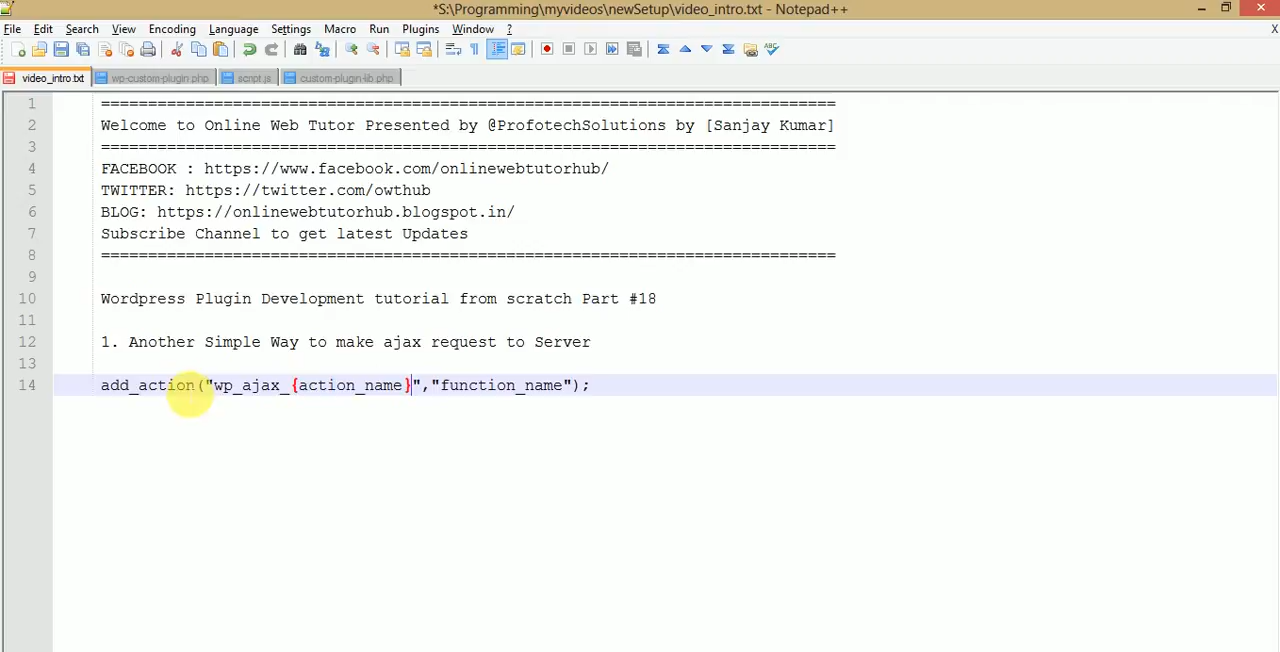 *S:\Programming\myvideos\newSetup\video_intro.txt - Notepad++
File Edit Search View Encoding Language Settings Macro Run Plugins Window ? X
video_intro.txt wp-custom-plugin.php script.js custom-plugin-lib.php
1 ==============================================================================
2 Welcome to Online Web Tutor Presented by @ProfotechSolutions by [Sanjay Kumar]
3 ==============================================================================
4 FACEBOOK : https://www.facebook.com/onlinewebtutorhub/
5 TWITTER: https://twitter.com/owthub
6 BLOG: https://onlinewebtutorhub.blogspot.in/
7 Subscribe Channel to get latest Updates
8 ==============================================================================
9
10 Wordpress Plugin Development tutorial from scratch Part #18
11
12 1. Another Simple Way to make ajax request to Server
13
14 add_action("wp_ajax_{action_name}","function_name");